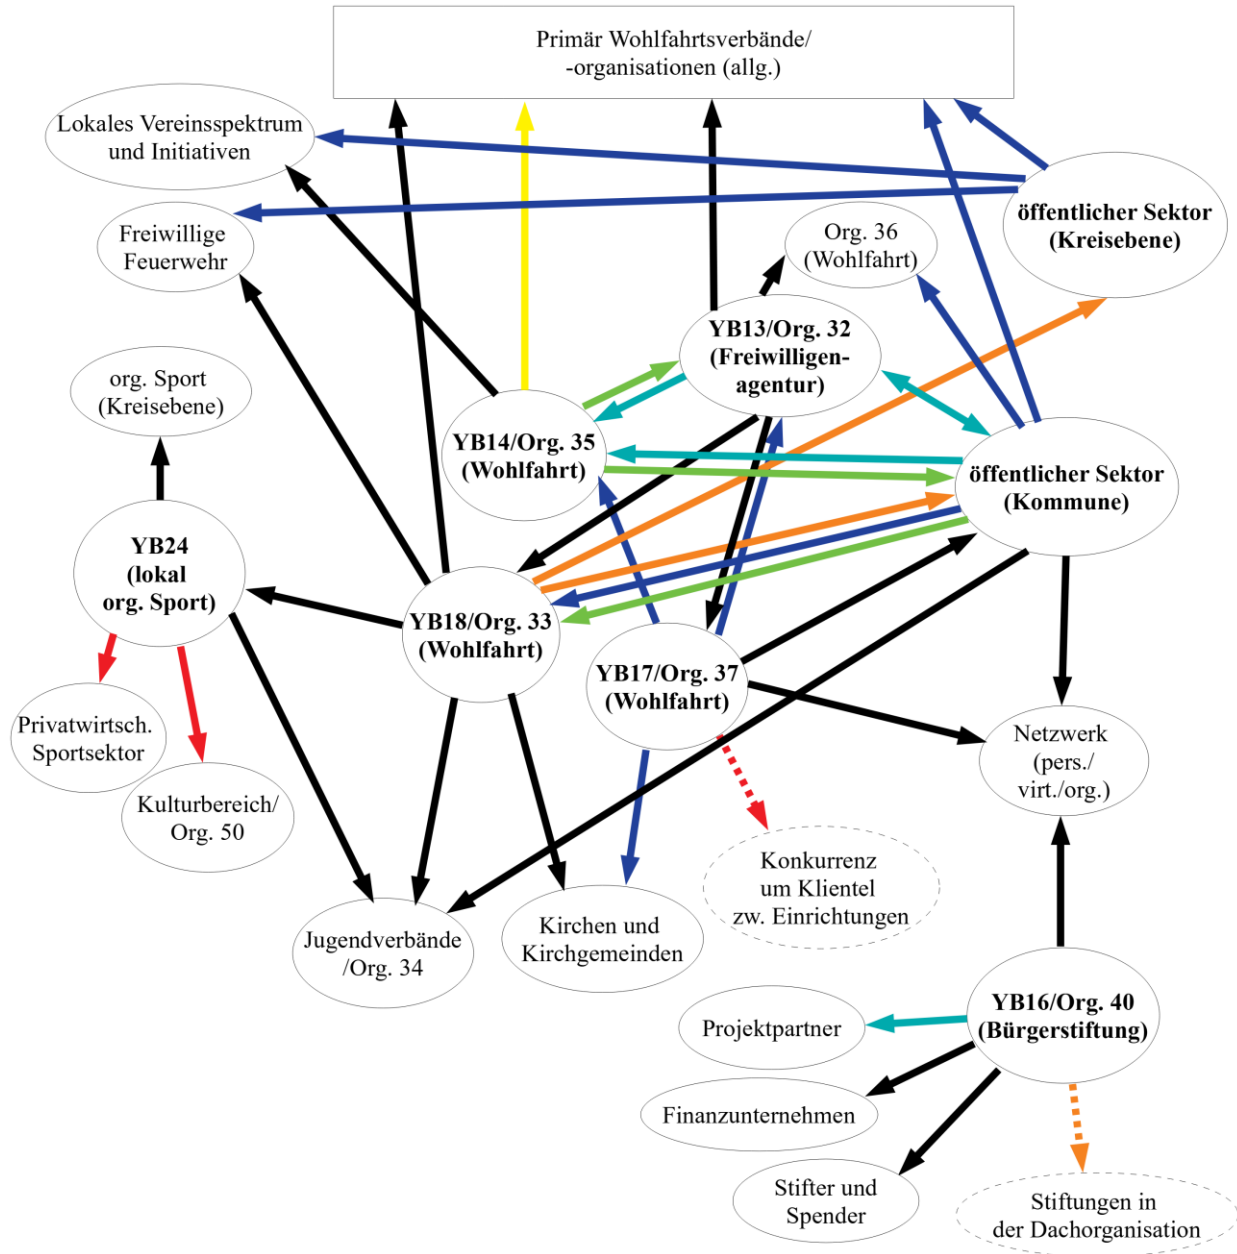 Primär Wohlfahrtsverbände/
-organisationen (allg.)
Lokales Vereinsspektrum
und Initiativen
öffentlicher Sektor
(Kreisebene)
Freiwillige
Feuerwehr
Org. 36
(Wohlfahrt)
YB13/Org. 32
(Freiwilligen-
agentur)
org. Sport
(Kreisebene)
YB14/Org. 35
(Wohlfahrt)
öffentlicher Sektor
(Kommune)
YB24
(lokal
org. Sport)
YB18/Org. 33
(Wohlfahrt)
YB17/Org. 37
(Wohlfahrt)
Privatwirtsch.
Sportsektor
Netzwerk
(pers./
virt./org.)
Kulturbereich/
Org. 50
Konkurrenz
um Klientel
zw. Einrichtungen
Jugendverbände
/Org. 34
Kirchen und
Kirchgemeinden
YB16/Org. 40
(Bürgerstiftung)
Projektpartner
Finanzunternehmen
Stifter und
Spender
Stiftungen in
der Dachorganisation